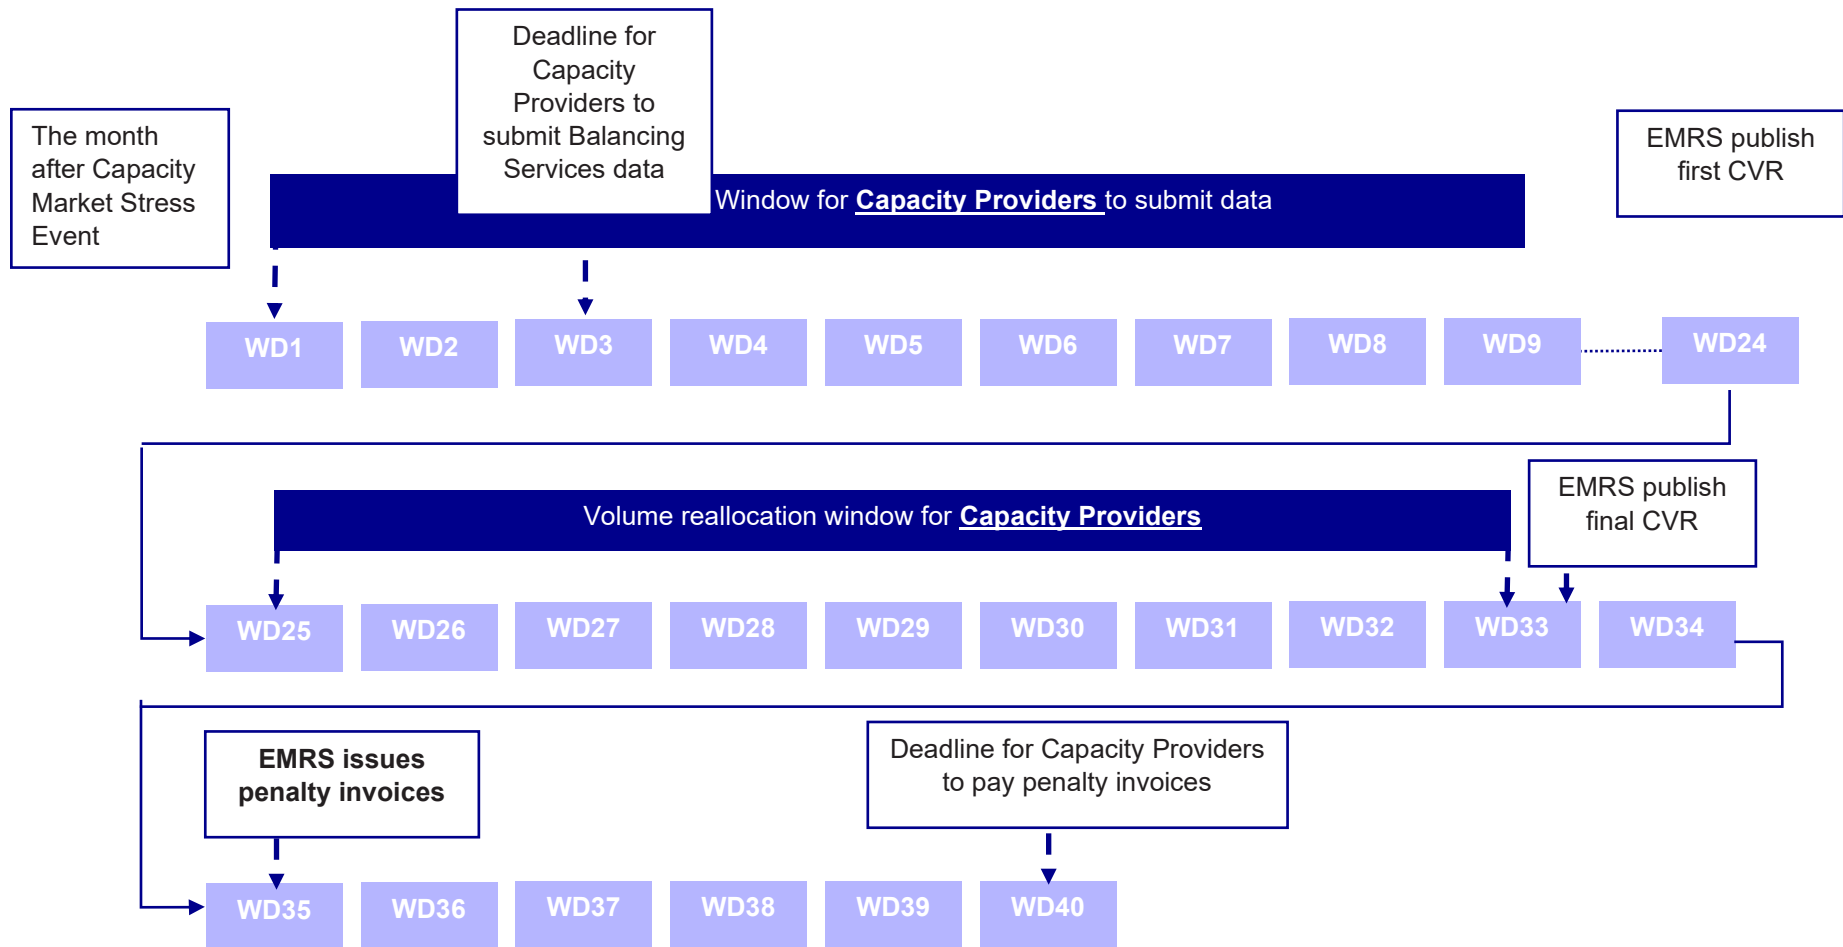 The month
after Capacity
Market Stress
Event
Deadline for
Capacity
Providers to
submit Balancing
Services data
Window for Capacity Providers to submit data
EMRS publish
first CVR
WD1
WD2
WD3
WD4
WD5
WD6
WD7
WD8
WD9
WD24
Volume reallocation window for Capacity Providers
EMRS publish
final CVR
WD25
WD26
WD27
WD28
WD29
WD30
WD31
WD32
WD33
WD34
EMRS issues
penalty invoices
Deadline for Capacity Providers
to pay penalty invoices
WD35
WD36
WD37
WD38
WD39
WD40